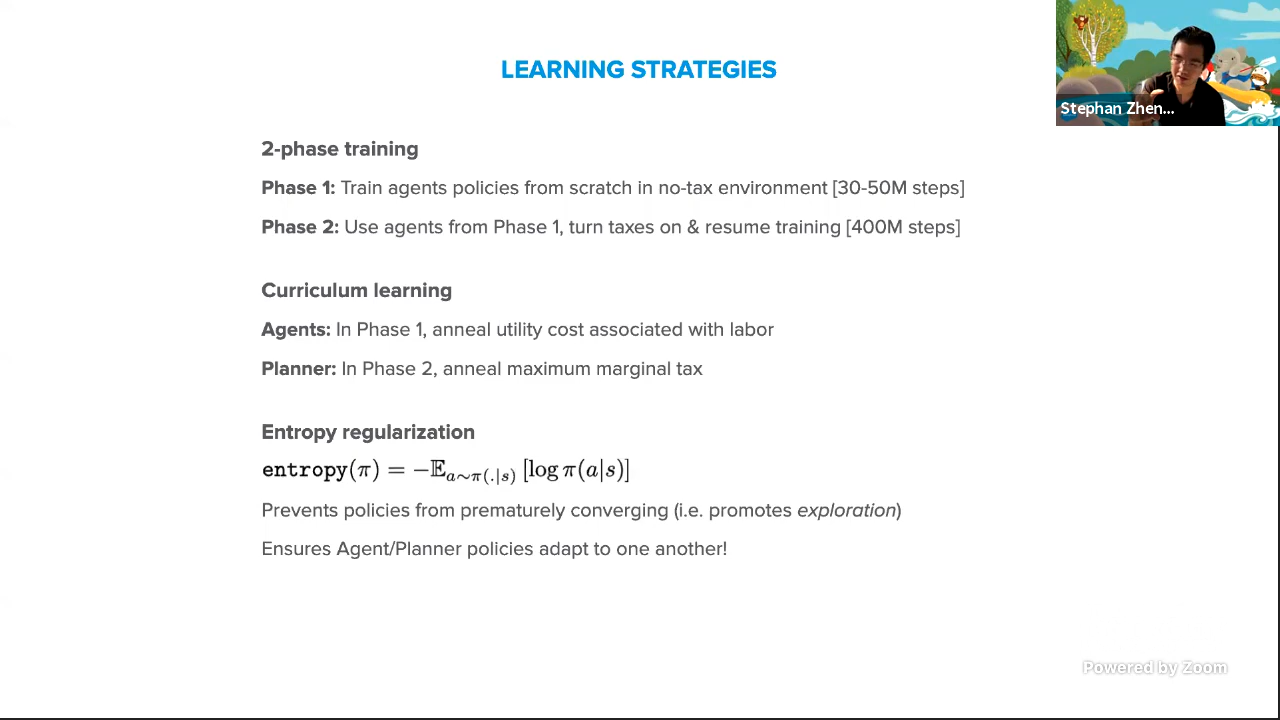 LEARNING STRATEGIES
Stephan Zhen...
2-phase training
Phase 1: Train agents policies from scratch in no-tax environment [30-50M steps]
Phase 2: Use agents from Phase 1, turn taxes on & resume training [400M steps]
Curriculum learning
Agents: In Phase 1, anneal utility cost associated with labor
Planner: In Phase 2, anneal maximum marginal tax
Entropy regularization
entropy(π) = −𝔼_{a∼π(.|s)} [log π(a|s)]
Prevents policies from prematurely converging (i.e. promotes exploration)
Ensures Agent/Planner policies adapt to one another!
Powered by Zoom